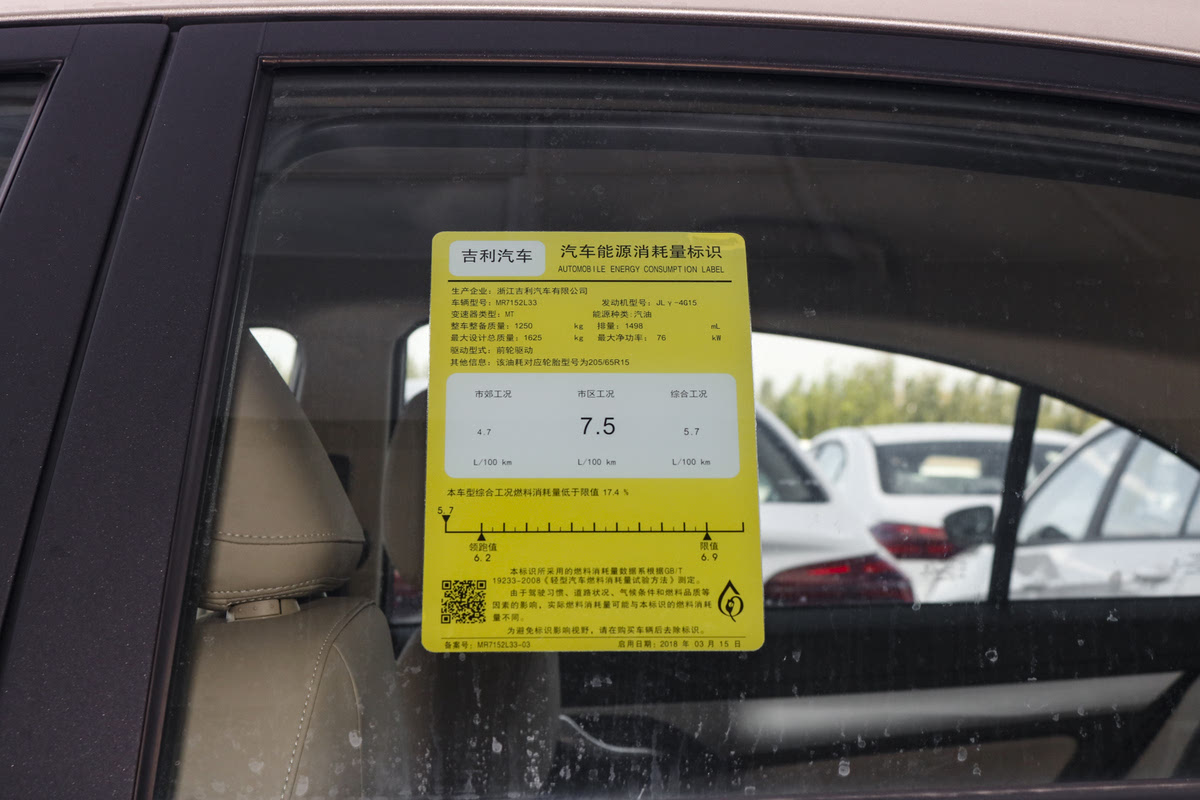 吉利汽车
汽车能源消耗量标识
AUTOMOBILE ENERGY CONSUMPTION LABEL
生产企业：浙江吉利汽车有限公司
车辆型号：MR7152L33 发动机型号：JLγ-4G15
变速器类型：MT 能源种类：汽油
整车整备质量：1250 kg 排量：1498 mL
最大设计总质量：1625 kg 最大净功率： 76 kW
驱动型式：前轮驱动
其他信息：该油耗对应轮胎型号为205/65R15
市郊工况 市区工况 综合工况
4.7 7.5 5.7
L/100 km L/100 km L/100 km
本车型综合工况燃料消耗量低于限值 17.4 %
5.7
领跑值 限值
6.2 6.9
本标识所采用的燃料消耗量数据系根据GB/T
19233-2008《轻型汽车燃料消耗量试验方法》测定。
由于驾驶习惯、道路状况、气候条件和燃料品质等
因素的影响，实际燃料消耗量可能与本标识的燃料消耗
量不同。
为避免标识影响视野，请在购买车辆后去除标识。
备案号：MR7152L33-03 启用日期：2018 年 03 月 15 日